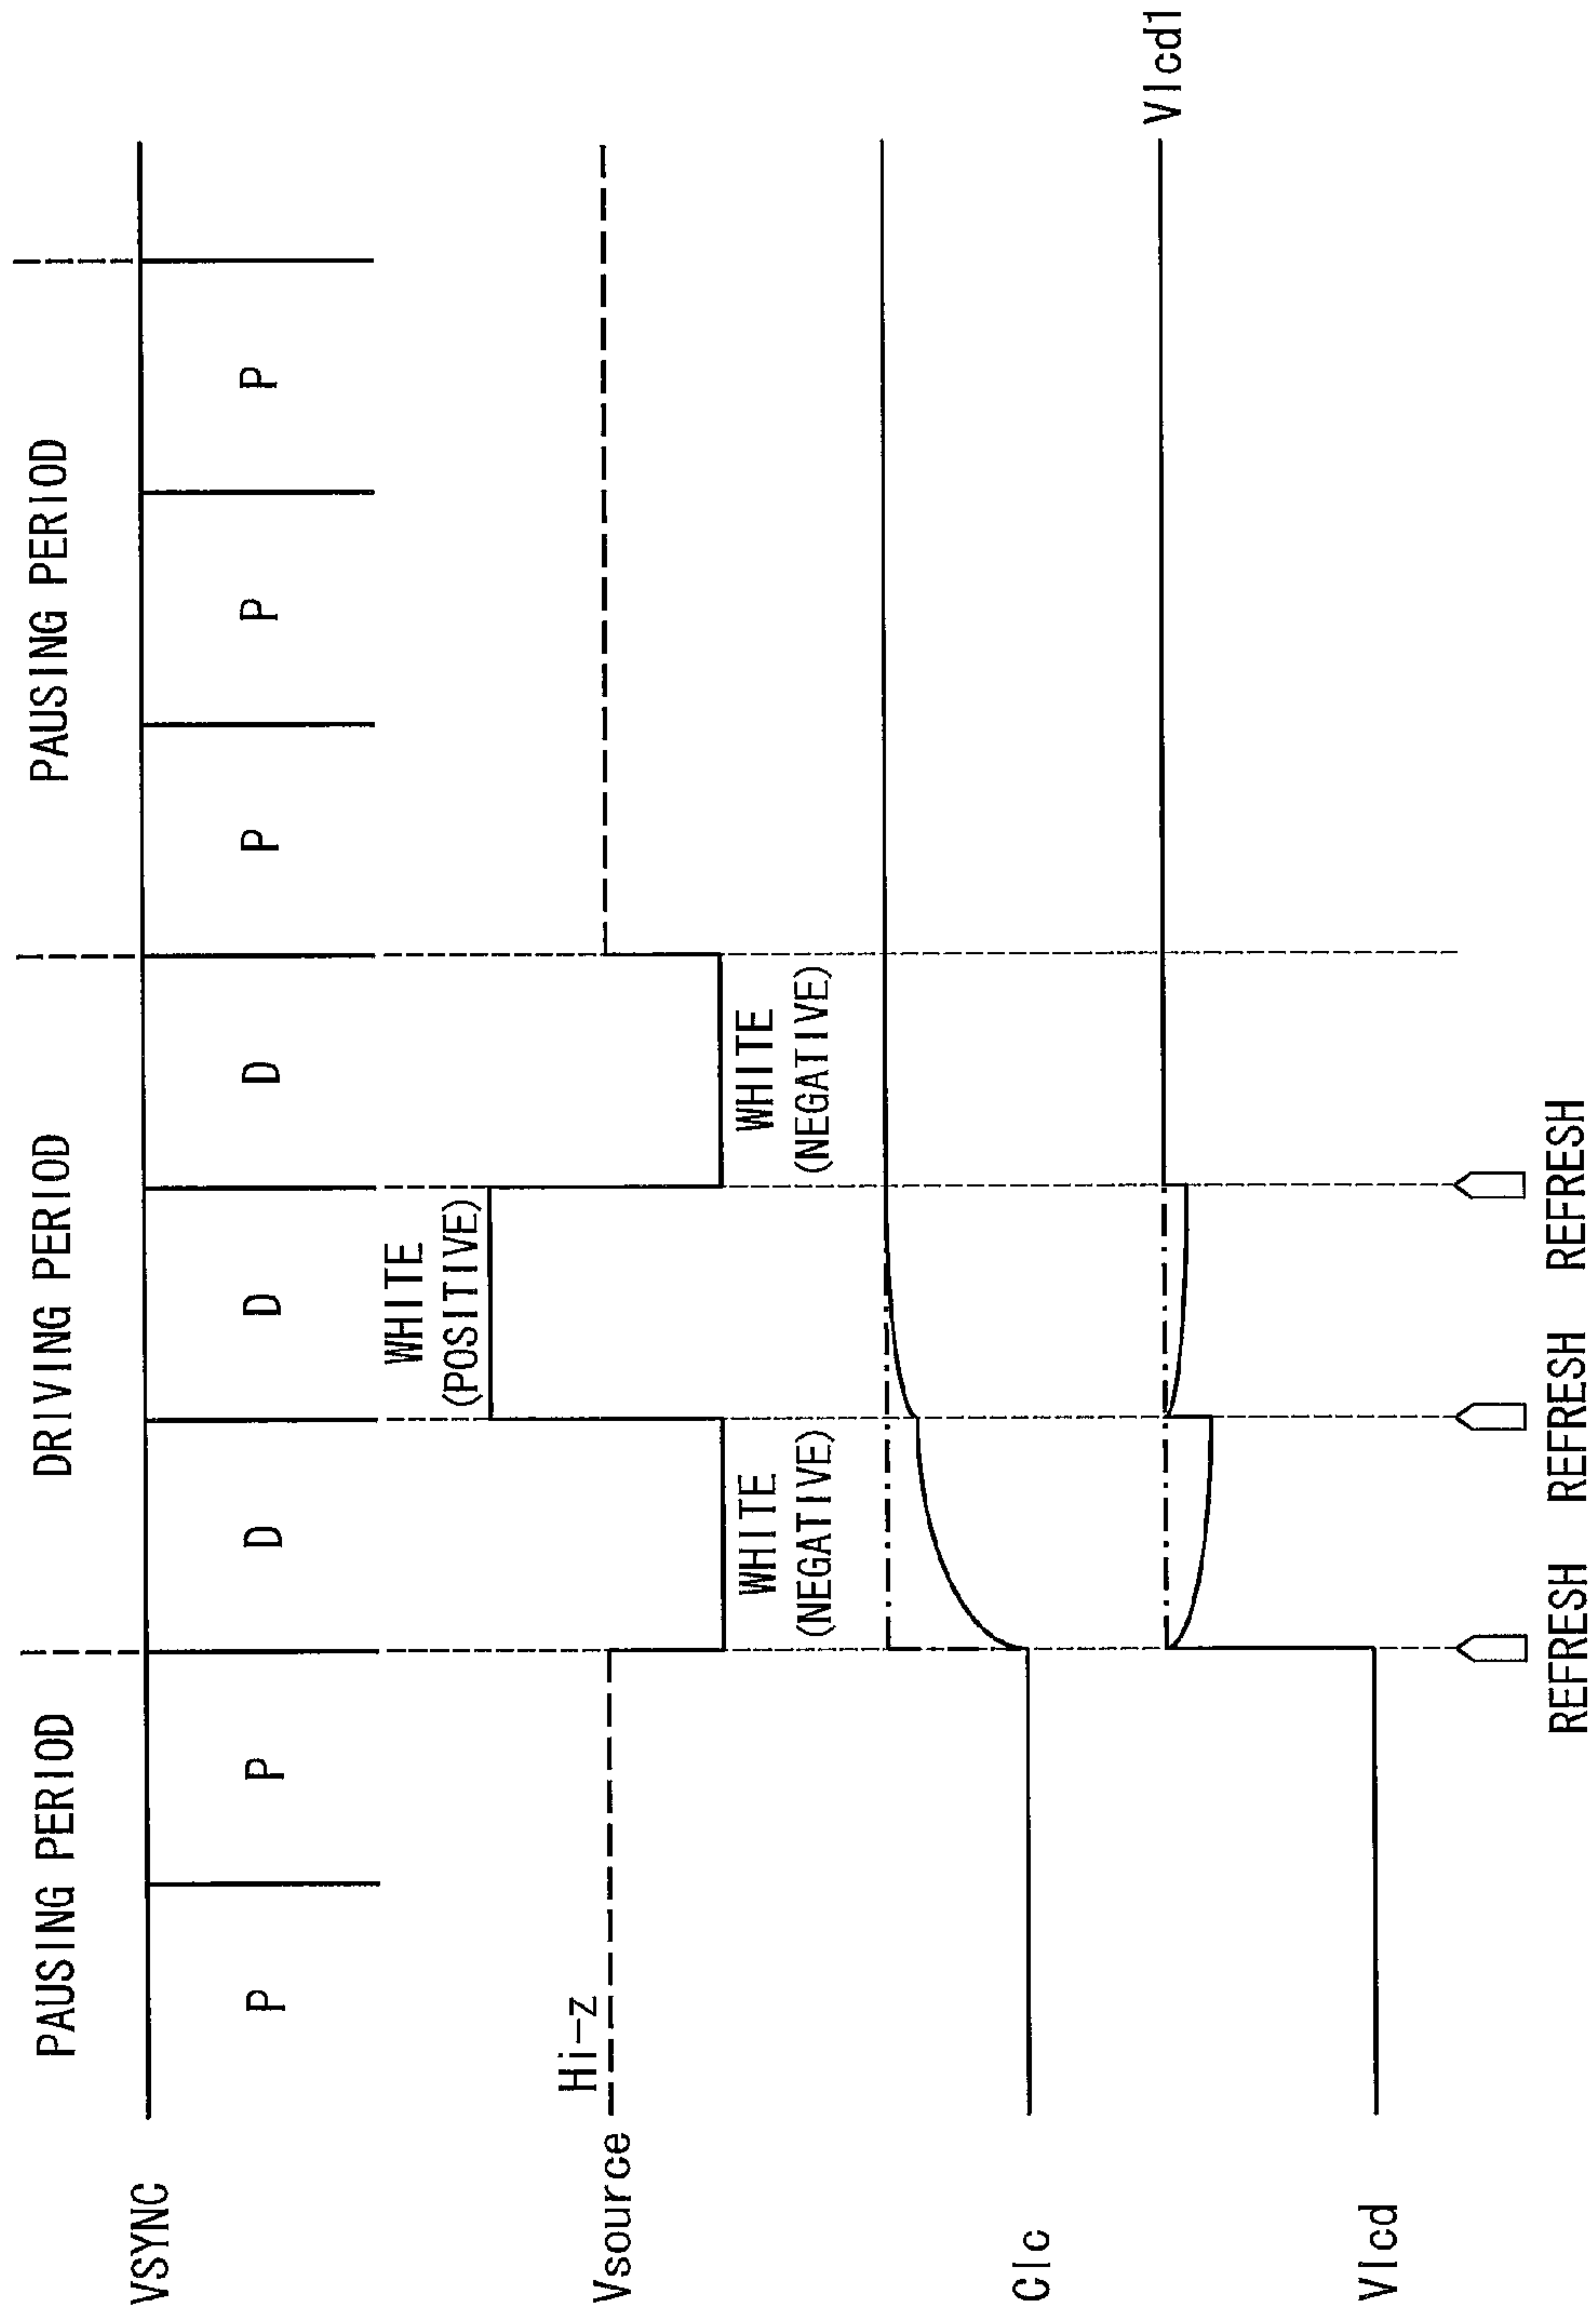 PAUSING PERIOD
DRIVING PERIOD
PAUSING PERIOD
VSYNC
P
P
D
D
D
P
P
P
WHITE
(POSITIVE)
Hi-z
Vsource
WHITE
(NEGATIVE)
WHITE
(NEGATIVE)
Clc
Vlcd1
Vlcd
REFRESH
REFRESH
REFRESH